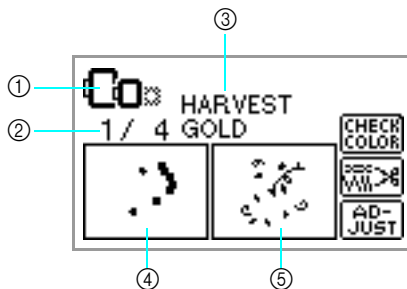 ③
①
HARVEST
② 1/ 4 GOLD
CHECK COLOR
AD-
JUST
④ ⑤